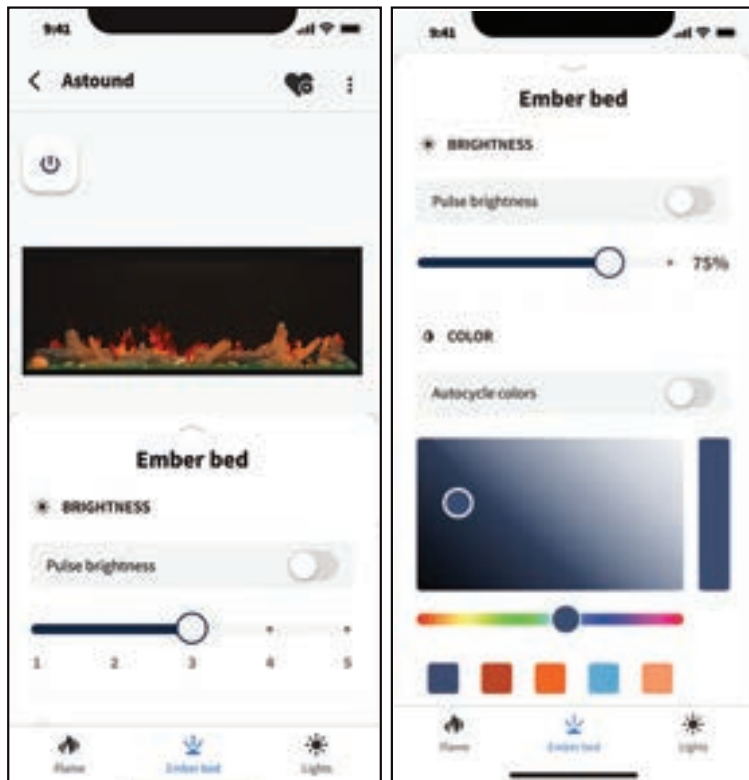 9:41
Astound
Ember bed
BRIGHTNESS
Pulse brightness
1 2 3 4 5
Flame Ember bed Lights
9:41
Ember bed
BRIGHTNESS
Pulse brightness
75%
COLOR
Autocycle colors
Flame Ember bed Lights